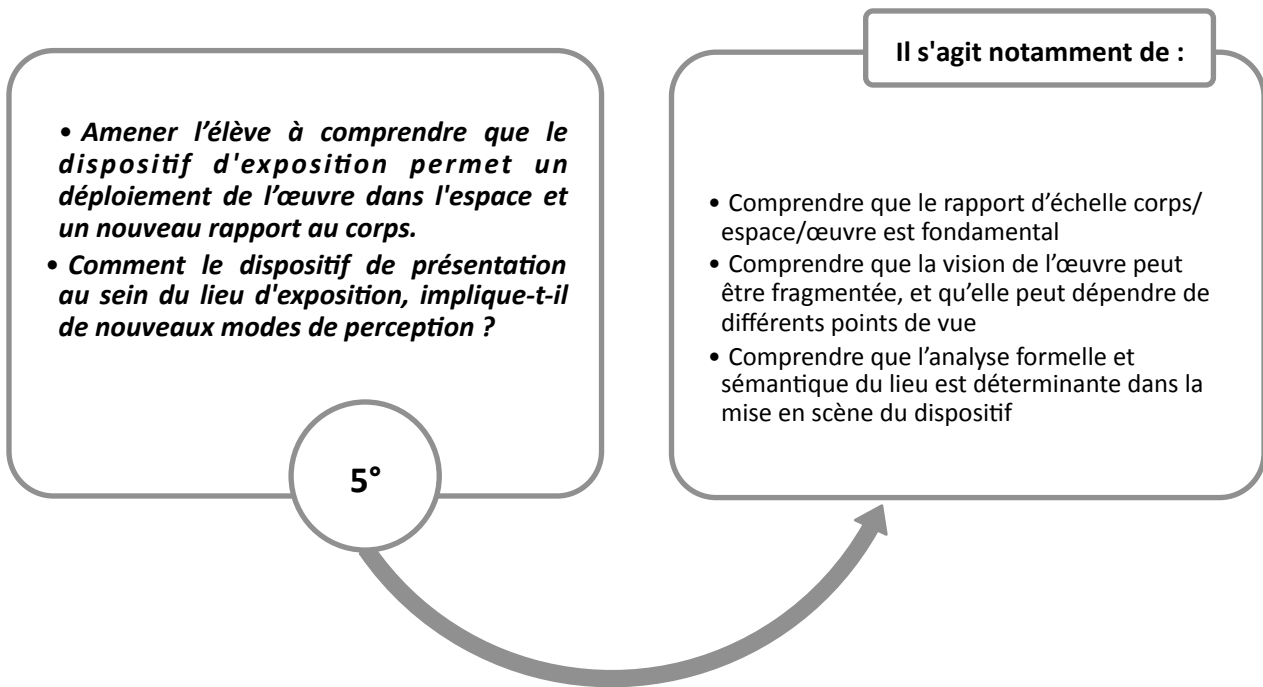 • Amener l'élève à comprendre que le
dispositif d'exposition permet un
déploiement de l'œuvre dans l'espace et
un nouveau rapport au corps.
• Comment le dispositif de présentation
au sein du lieu d'exposition, implique-t-il
de nouveaux modes de perception ?
5°
Il s'agit notamment de :
• Comprendre que le rapport d'échelle corps/
espace/œuvre est fondamental
• Comprendre que la vision de l'œuvre peut
être fragmentée, et qu'elle peut dépendre de
différents points de vue
• Comprendre que l'analyse formelle et
sémantique du lieu est déterminante dans la
mise en scène du dispositif